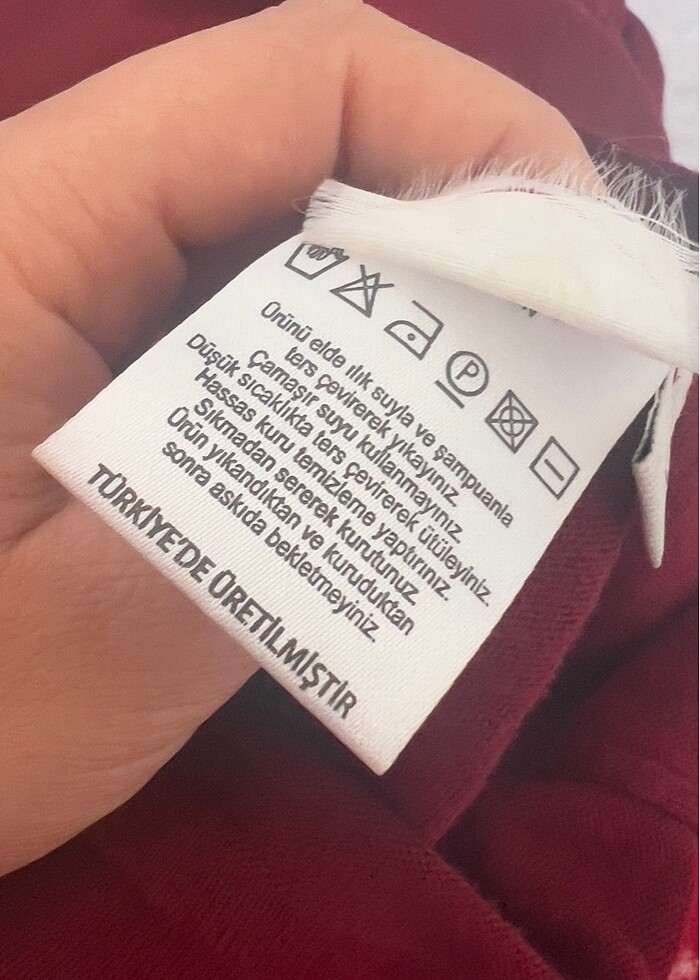 P
Ürünü elde ılık suyla ve şampuanla
ters çevirerek yıkayınız.
Çamaşır suyu kullanmayınız.
Düşük sıcaklıkta ters çevirerek ütüleyiniz.
Hassas kuru temizleme yaptırınız.
Sıkmadan sererek kurutunuz.
Ürün yıkandıktan ve kuruduktan
sonra askıda bekletmeyiniz.
TÜRKİYE'DE ÜRETİLMİŞTİR